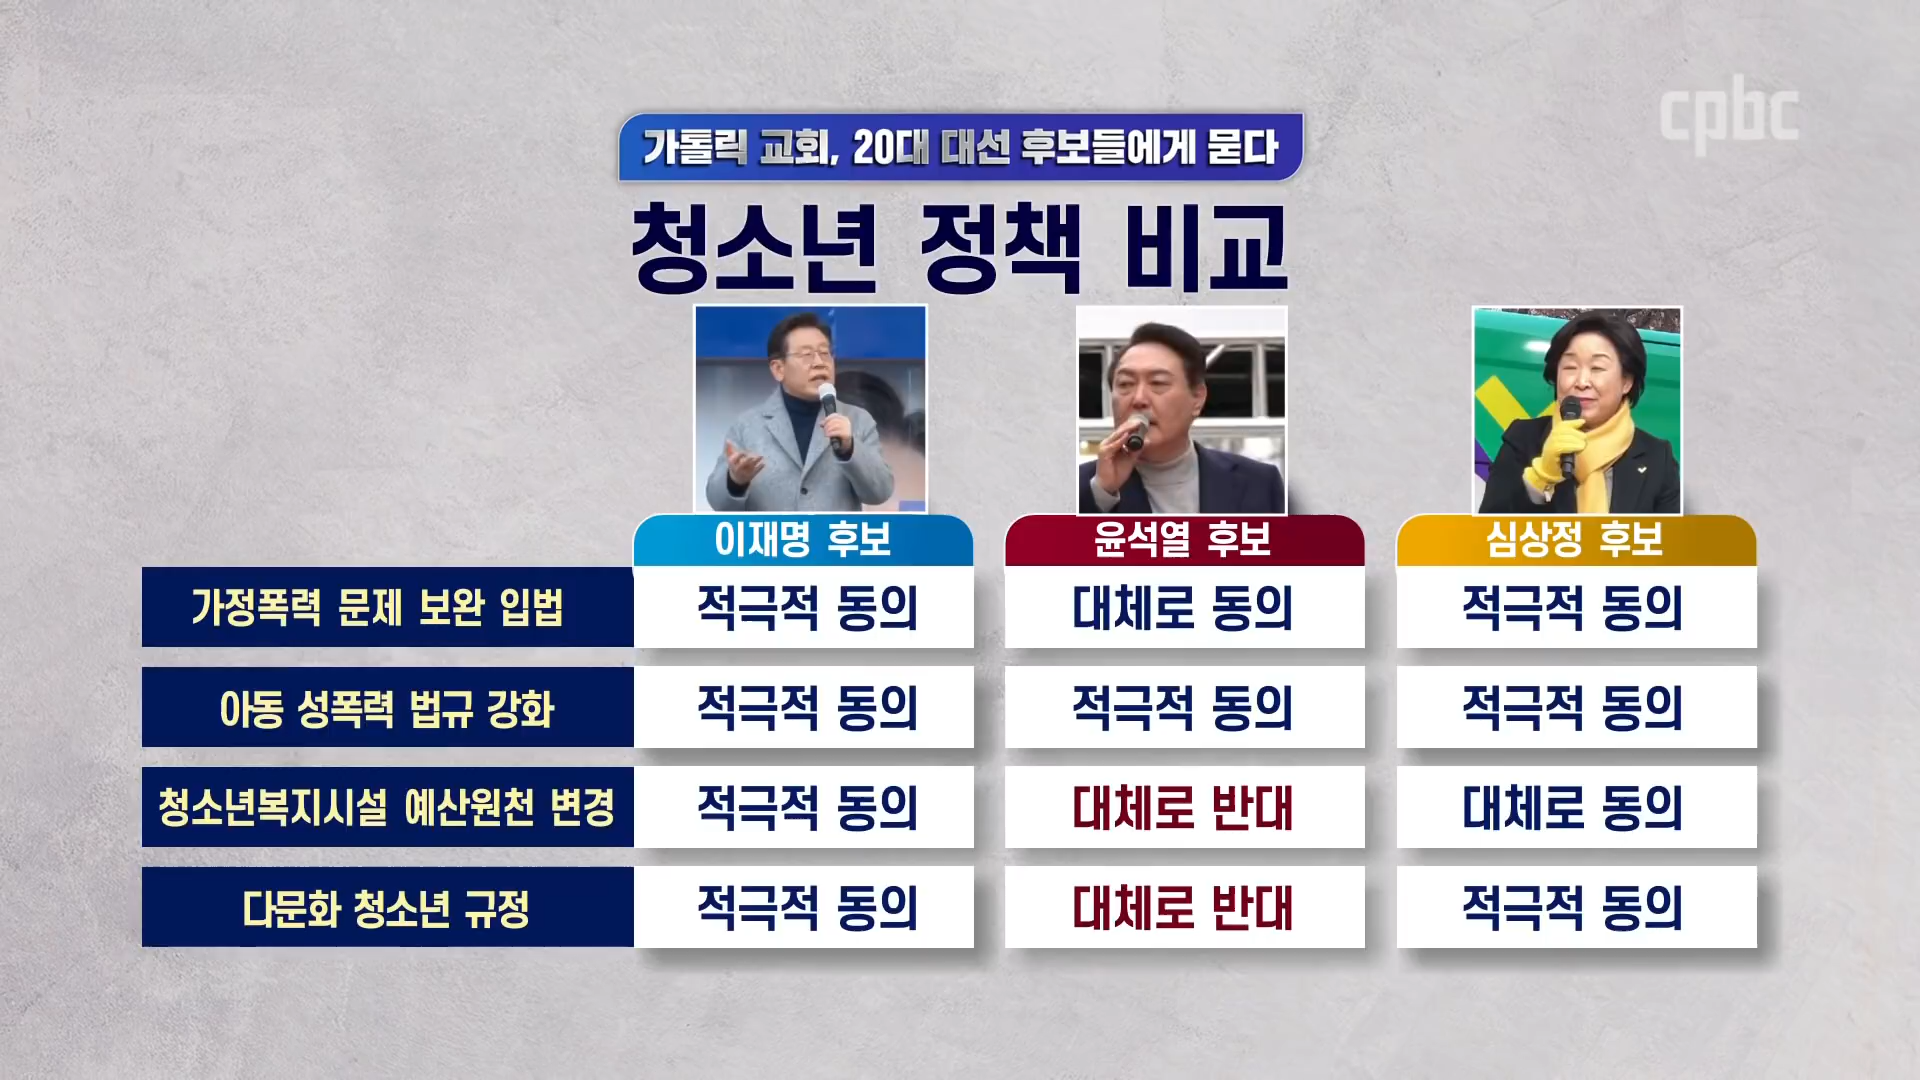 cpbc
가톨릭 교회, 20대 대선 후보들에게 묻다
청소년 정책 비교
이재명 후보 윤석열 후보 심상정 후보
가정폭력 문제 보완 입법 적극적 동의 대체로 동의 적극적 동의
아동 성폭력 법규 강화 적극적 동의 적극적 동의 적극적 동의
청소년복지시설 예산원천 변경 적극적 동의 대체로 반대 대체로 동의
다문화 청소년 규정 적극적 동의 대체로 반대 적극적 동의